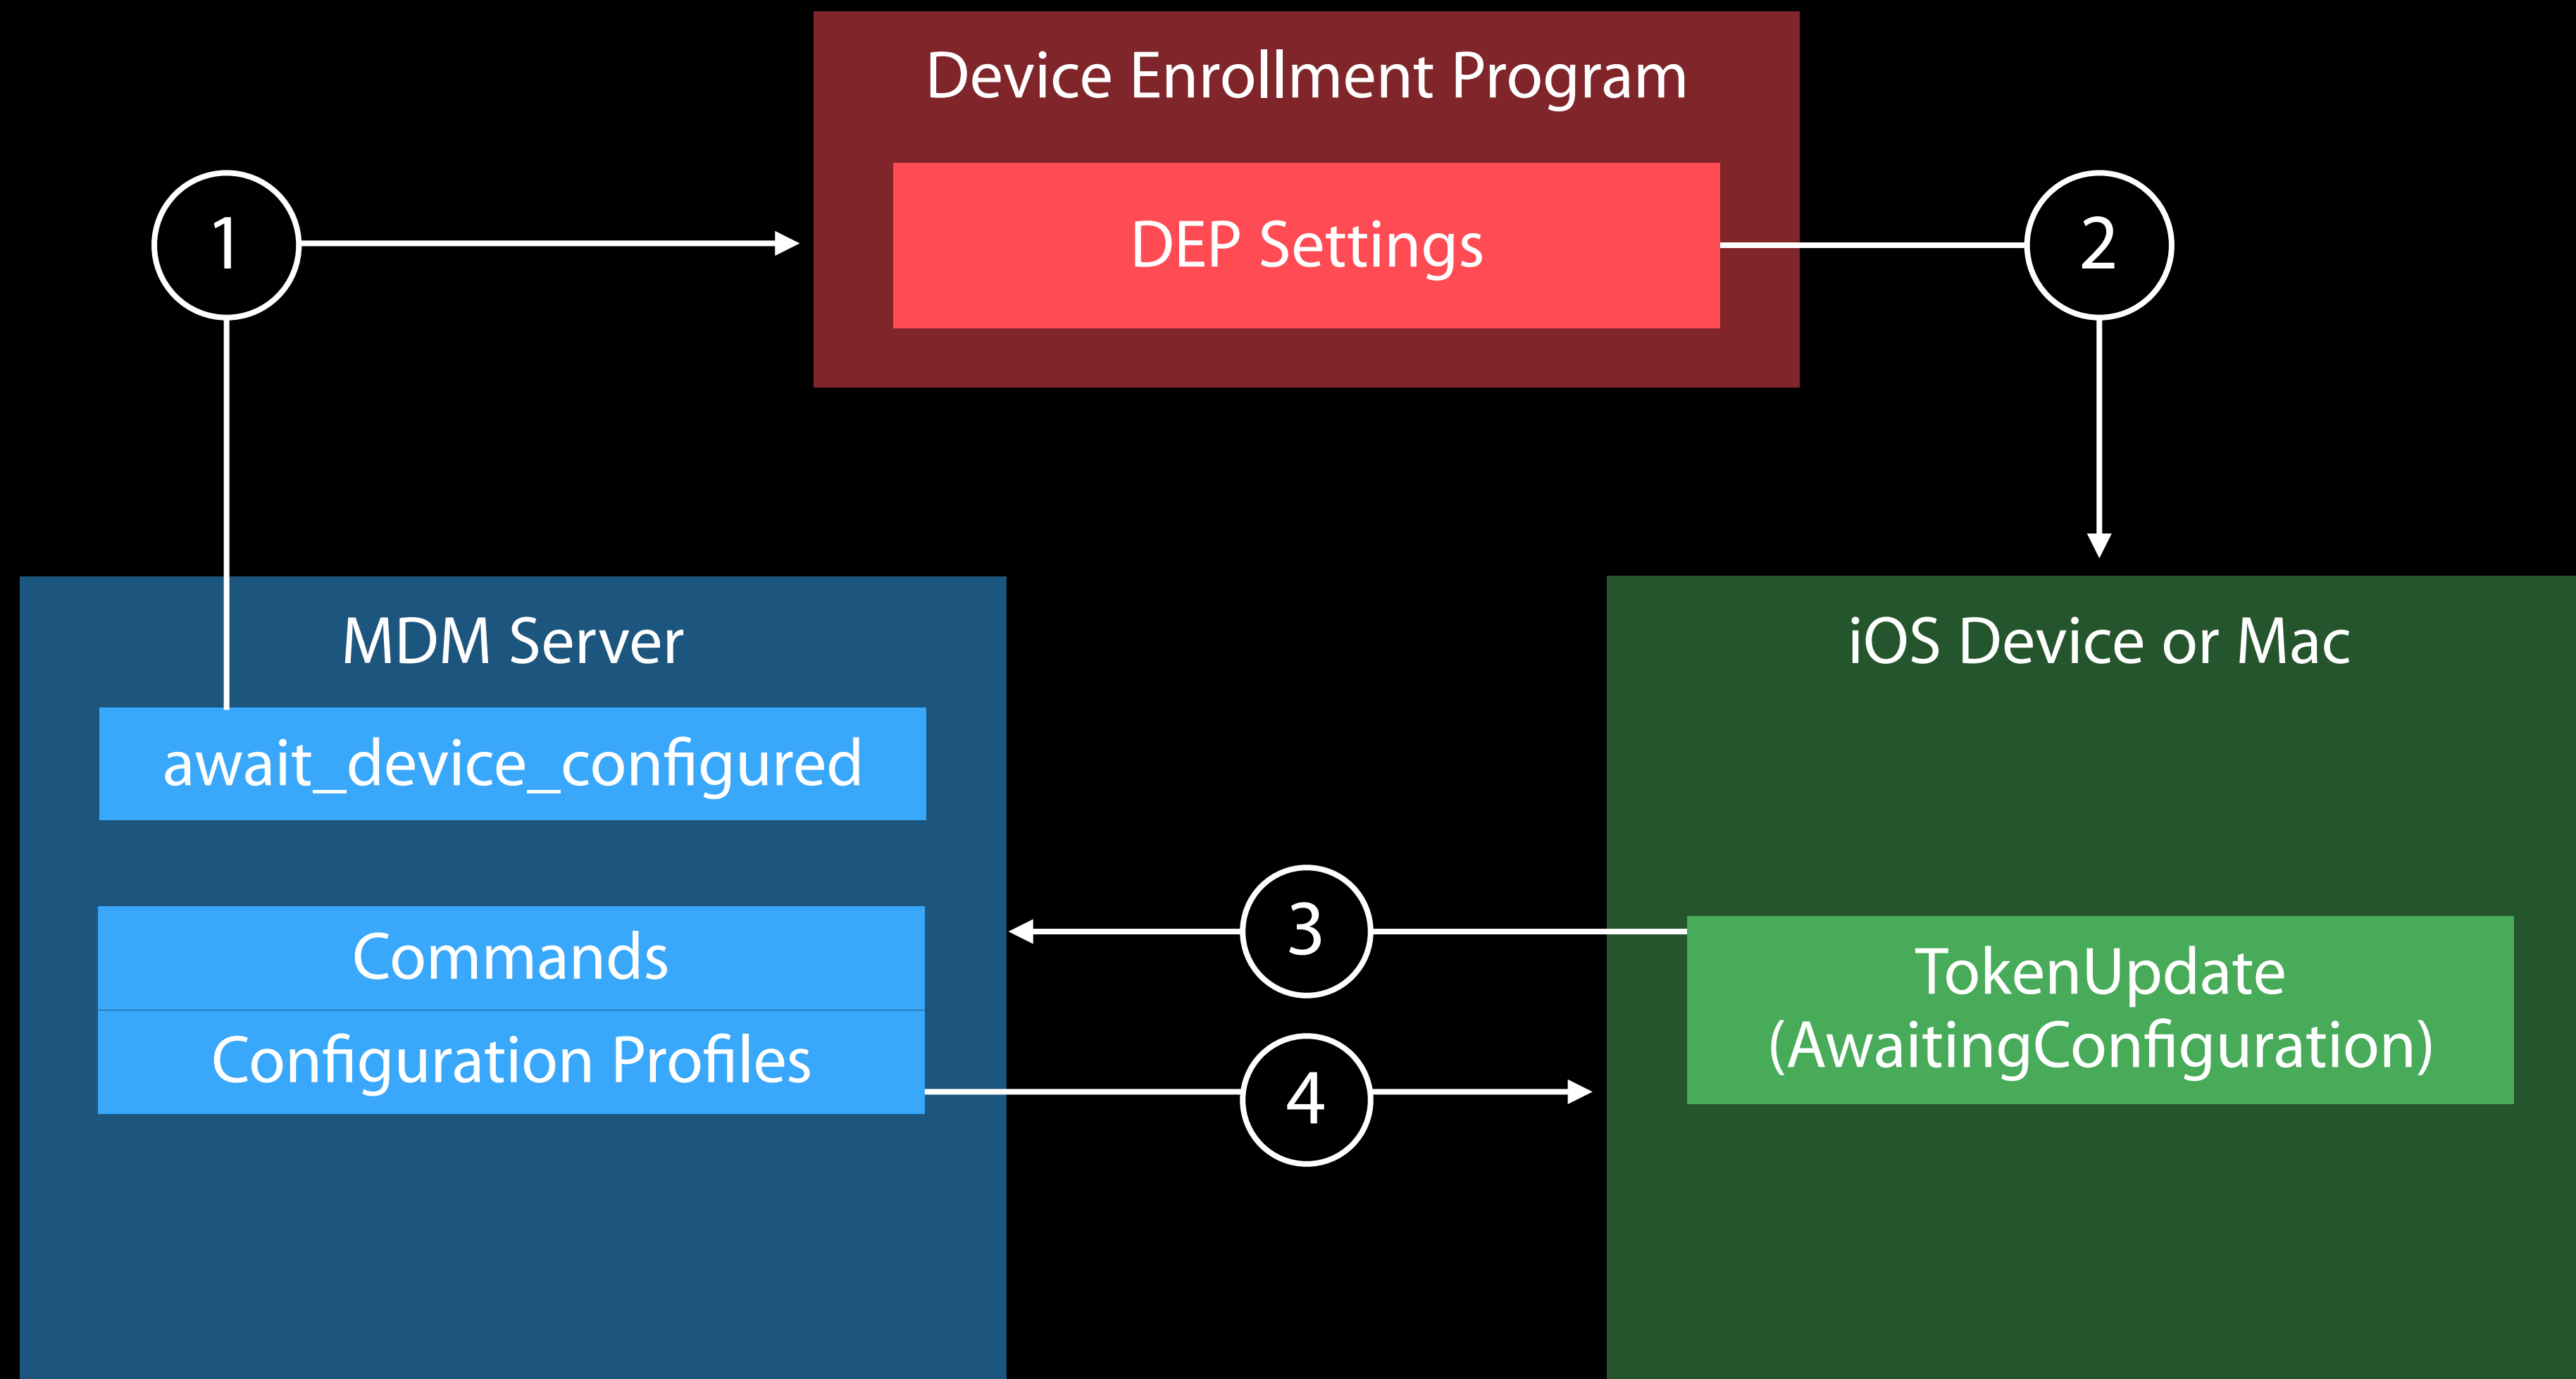 Device Enrollment Program
DEP Settings
1
2
MDM Server
await_device_configured
Commands
Configuration Profiles
3
4
iOS Device or Mac
TokenUpdate
(AwaitingConfiguration)